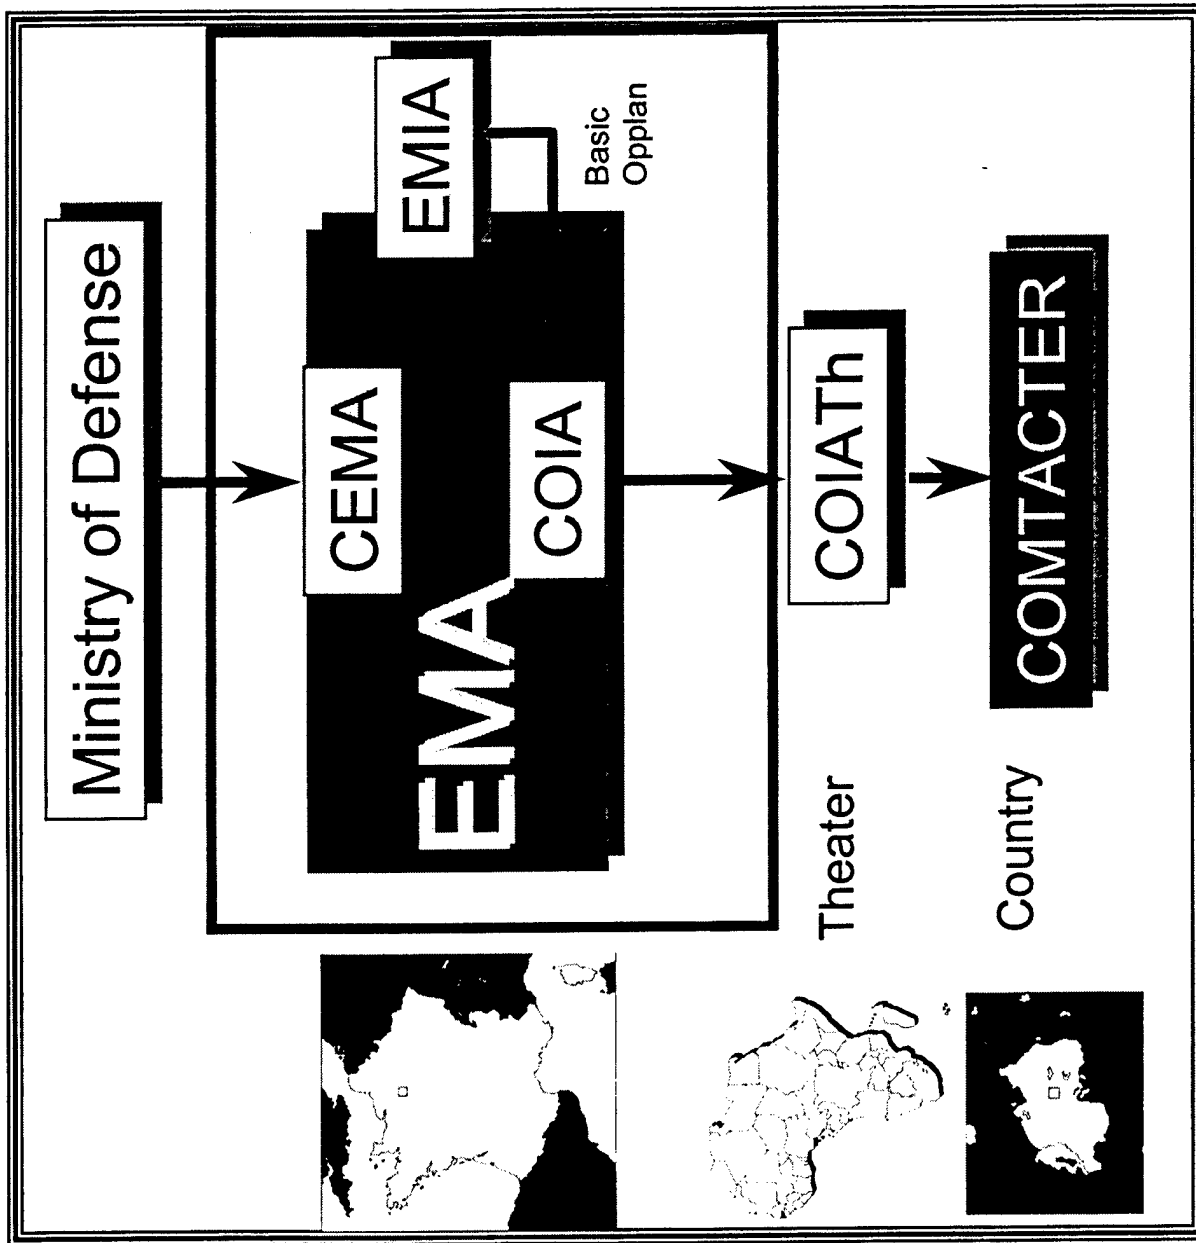 Ministry of Defense
CEMA
EMIA
EMA
COIA
Basic
Opplan
Theater
COIATh
Country
COMTACTER